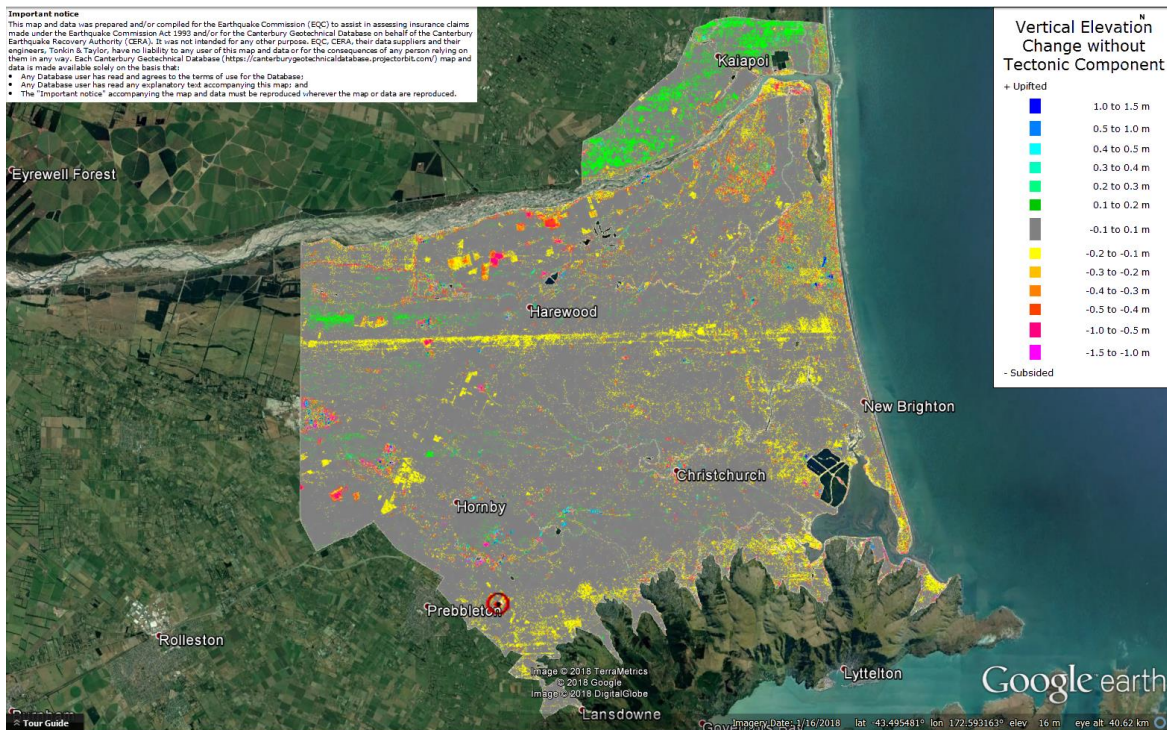 Important notice
This map and data was prepared and/or compiled for the Earthquake Commission (EQC) to assist in assessing insurance claims
made under the Earthquake Commission Act 1993 and/or for the Canterbury Geotechnical Database on behalf of the Canterbury
Earthquake Recovery Authority (CERA). It was not intended for any other purpose. EQC, CERA, their data suppliers and their
engineers, Tonkin & Taylor, have no liability to any user of this map and data or for the consequences of any person relying on
them in any way. Each Canterbury Geotechnical Database (https://canterburygeotechnicaldatabase.projectorbit.com/) map and
data is made available solely on the basis that:
• Any Database user has read and agrees to the terms of use for the Database;
• Any Database user has read any explanatory text accompanying this map; and
• The "Important notice" accompanying the map and data must be reproduced wherever the map or data are reproduced.
N
Vertical Elevation
Change without
Tectonic Component
+ Uplifted
1.0 to 1.5 m
0.5 to 1.0 m
0.4 to 0.5 m
0.3 to 0.4 m
0.2 to 0.3 m
0.1 to 0.2 m
-0.1 to 0.1 m
-0.2 to -0.1 m
-0.3 to -0.2 m
-0.4 to -0.3 m
-0.5 to -0.4 m
-1.0 to -0.5 m
-1.5 to -1.0 m
- Subsided
Kaiapoi
Eyrewell Forest
Harewood
New Brighton
Christchurch
Hornby
Prebbleton
Rolleston
Lyttelton
Image © 2018 TerraMetrics
© 2018 Google
Image © 2018 DigitalGlobe
Google earth
Lansdowne
Tour Guide
Imagery Date: 1/16/2018 lat -43.495481° lon 172.593163° elev 16 m eye alt 40.62 km